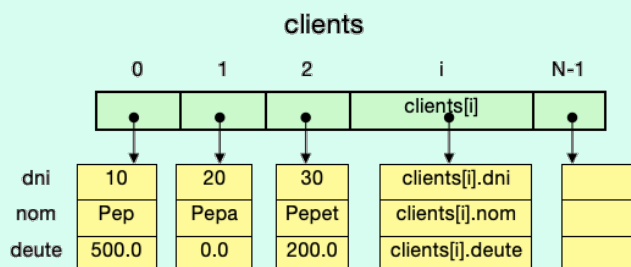 clients
0 1 2 i N-1
clients[i]
dni 10 20 30 clients[i].dni
nom Pep Pepa Pepet clients[i].nom
deute 500.0 0.0 200.0 clients[i].deute